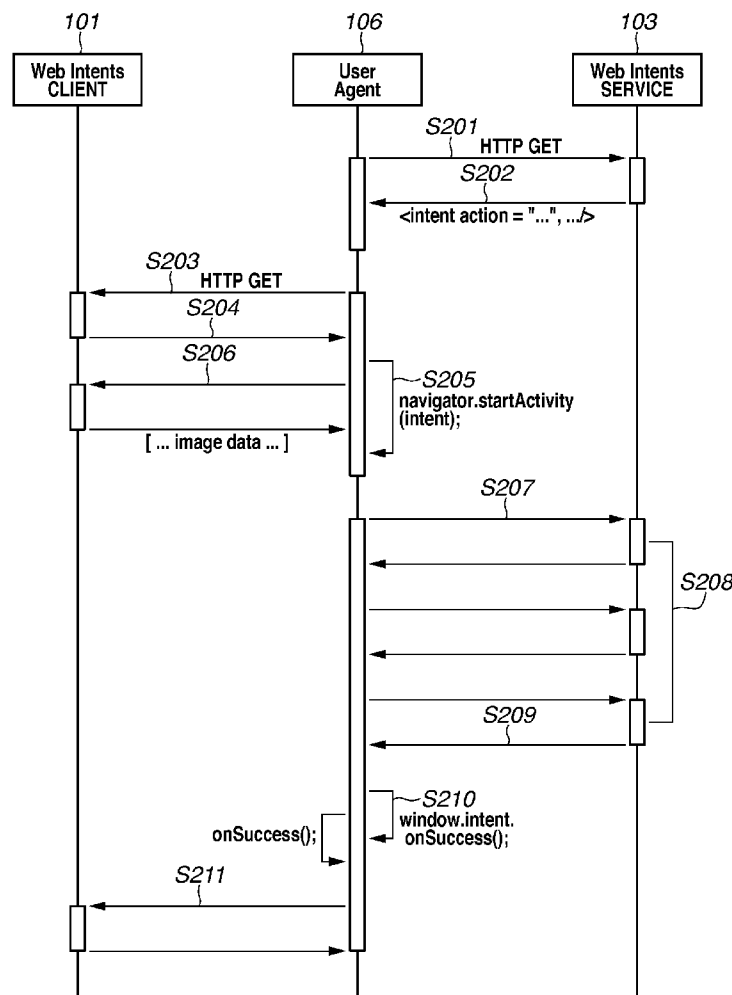 101
106
103
Web Intents
CLIENT
User
Agent
Web Intents
SERVICE
S201
HTTP GET
S202
<intent action = "...", .../>
S203
HTTP GET
S204
S206
S205
navigator.startActivity
(intent);
[ ... image data ... ]
S207
S208
S209
S210
window.intent.
onSuccess();
onSuccess();
S211